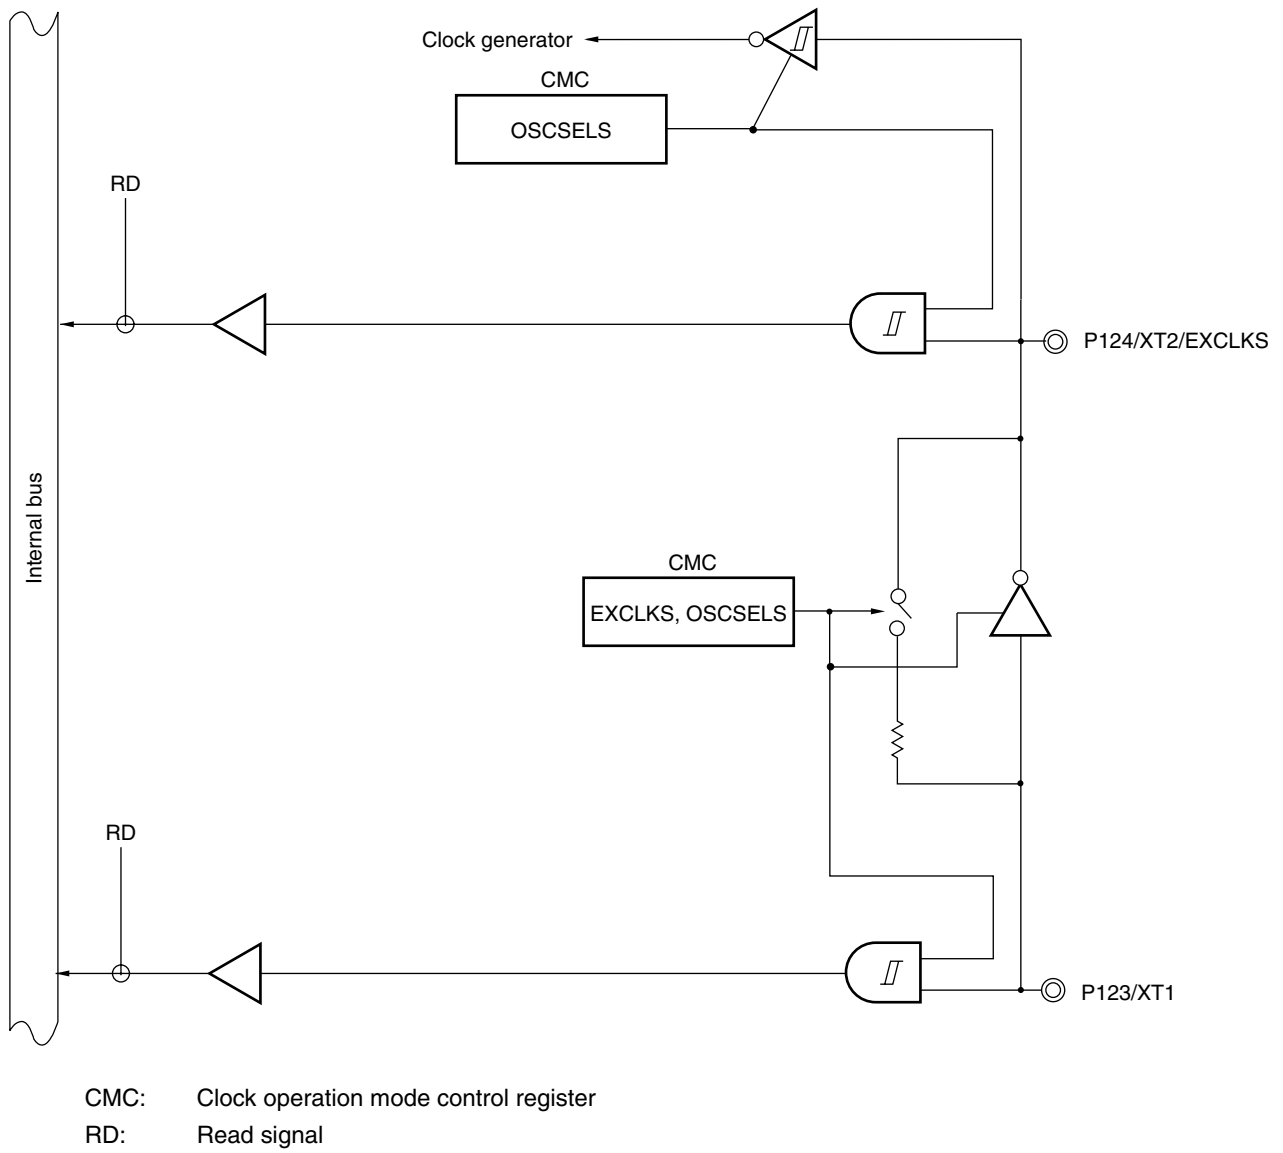 Clock generator
CMC
OSCSELS
RD
P124/XT2/EXCLKS
Internal bus
CMC
EXCLKS, OSCSELS
RD
P123/XT1
CMC: Clock operation mode control register
RD: Read signal